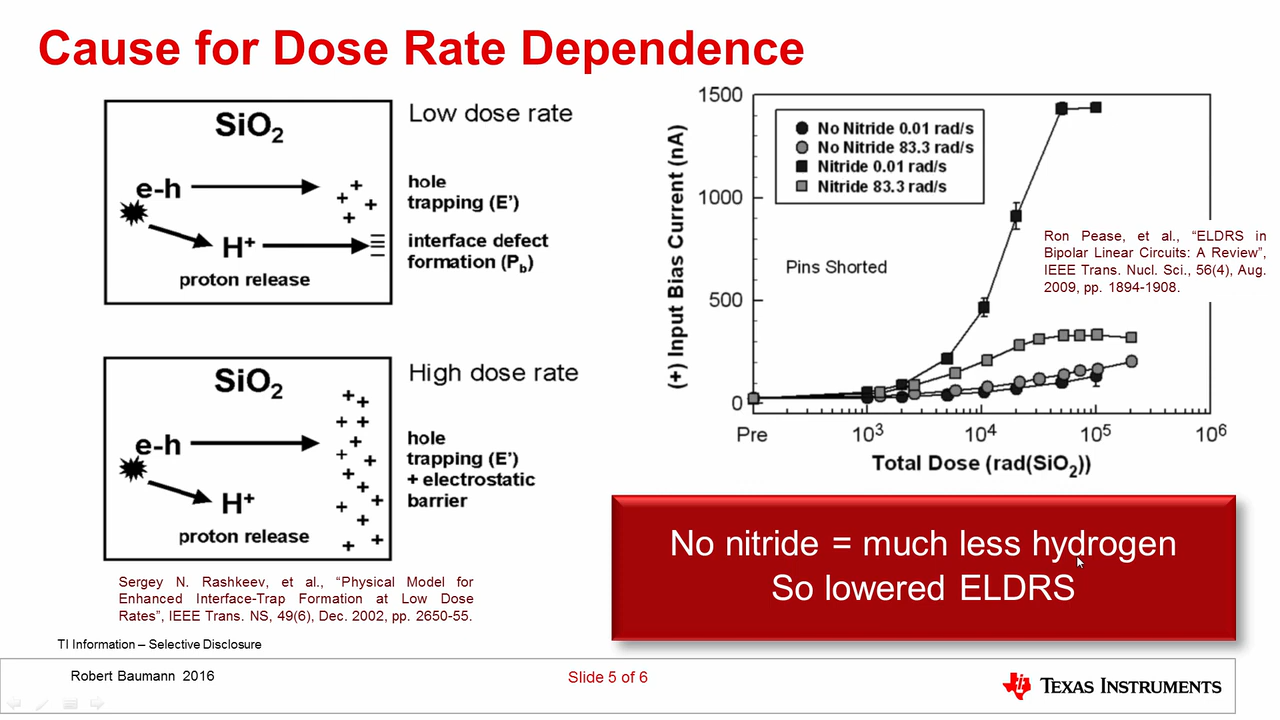 Cause for Dose Rate Dependence
SiO2
e-h
H+
proton release
Low dose rate
hole
trapping (E’)
interface defect
formation (Pb)
SiO2
e-h
H+
proton release
High dose rate
hole
trapping (E’)
+ electrostatic
barrier
Sergey N. Rashkeev, et al., “Physical Model for
Enhanced Interface-Trap Formation at Low Dose
Rates”, IEEE Trans. NS, 49(6), Dec. 2002, pp. 2650-55.
(+) Input Bias Current (nA)
1500
1000
500
0
No Nitride 0.01 rad/s
No Nitride 83.3 rad/s
Nitride 0.01 rad/s
Nitride 83.3 rad/s
Pins Shorted
Pre
10^3
10^4
10^5
10^6
Total Dose (rad(SiO2))
Ron Pease, et al., “ELDRS in
Bipolar Linear Circuits: A Review”,
IEEE Trans. Nucl. Sci., 56(4), Aug.
2009, pp. 1894-1908.
No nitride = much less hydrogen
So lowered ELDRS
TI Information – Selective Disclosure
Robert Baumann 2016
Slide 5 of 6
TEXAS INSTRUMENTS